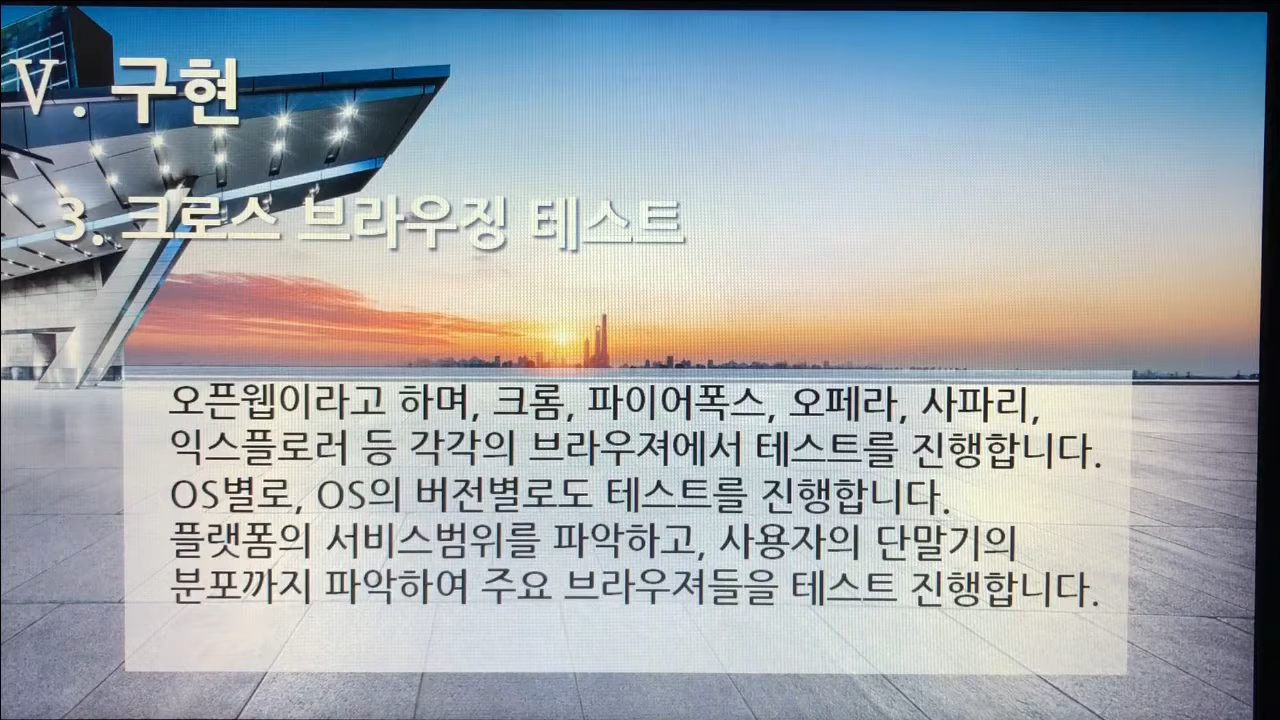 V. 구현
3. 크로스 브라우징 테스트
오픈웹이라고 하며, 크롬, 파이어폭스, 오페라, 사파리,
익스플로러 등 각각의 브라우져에서 테스트를 진행합니다.
OS별로, OS의 버전별로도 테스트를 진행합니다.
플랫폼의 서비스범위를 파악하고, 사용자의 단말기의
분포까지 파악하여 주요 브라우져들을 테스트 진행합니다.